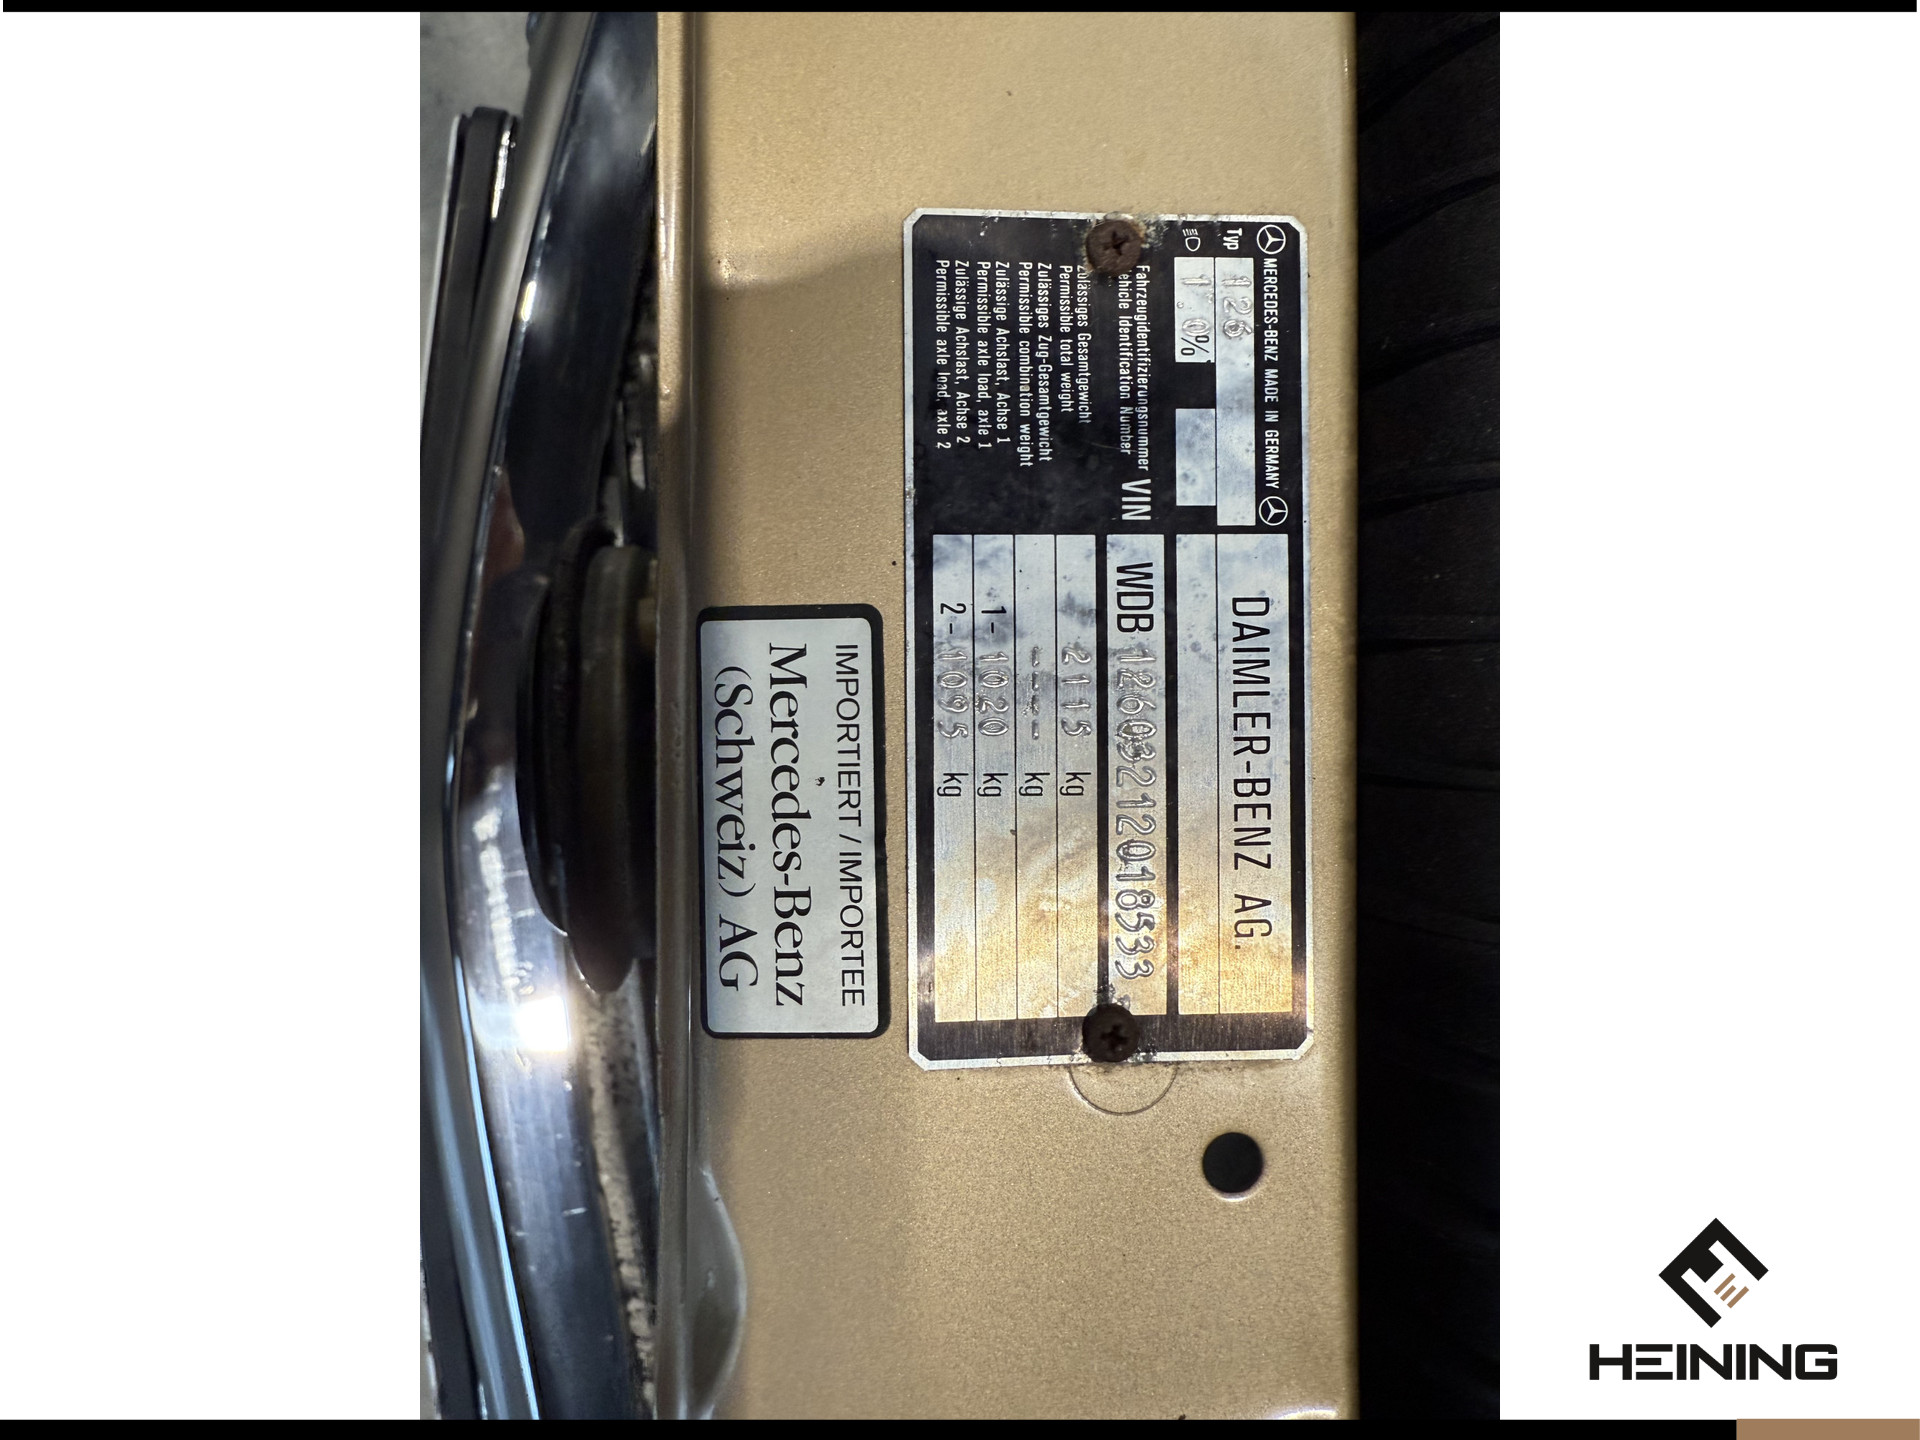 MERCEDES-BENZ MADE IN GERMANY
DAIMLER-BENZ AG.
Typ 126
1.0%
Fahrzeugidentifizierungsnummer
Vehicle Identification Number VIN WDB 12603212018533
Zulässiges Gesamtgewicht
Permissible total weight 2115 kg
Zulässiges Zug-Gesamtgewicht
Permissible combination weight ---- kg
Zulässige Achslast, Achse 1
Permissible axle load, axle 1 1- 1020 kg
Zulässige Achslast, Achse 2
Permissible axle load, axle 2 2- 1095 kg
IMPORTIERT / IMPORTEE
Mercedes-Benz
(Schweiz) AG
HEINING